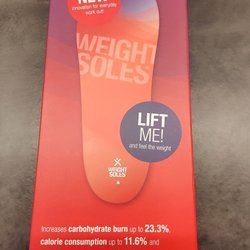 NEW
innovation for everyday
work out!
WEIGHT
SOLES
LIFT
ME!
and feel the weight
WEIGHT
SOLES
Increases carbohydrate burn up to 23.3%,
calorie consumption up to 11.6% and